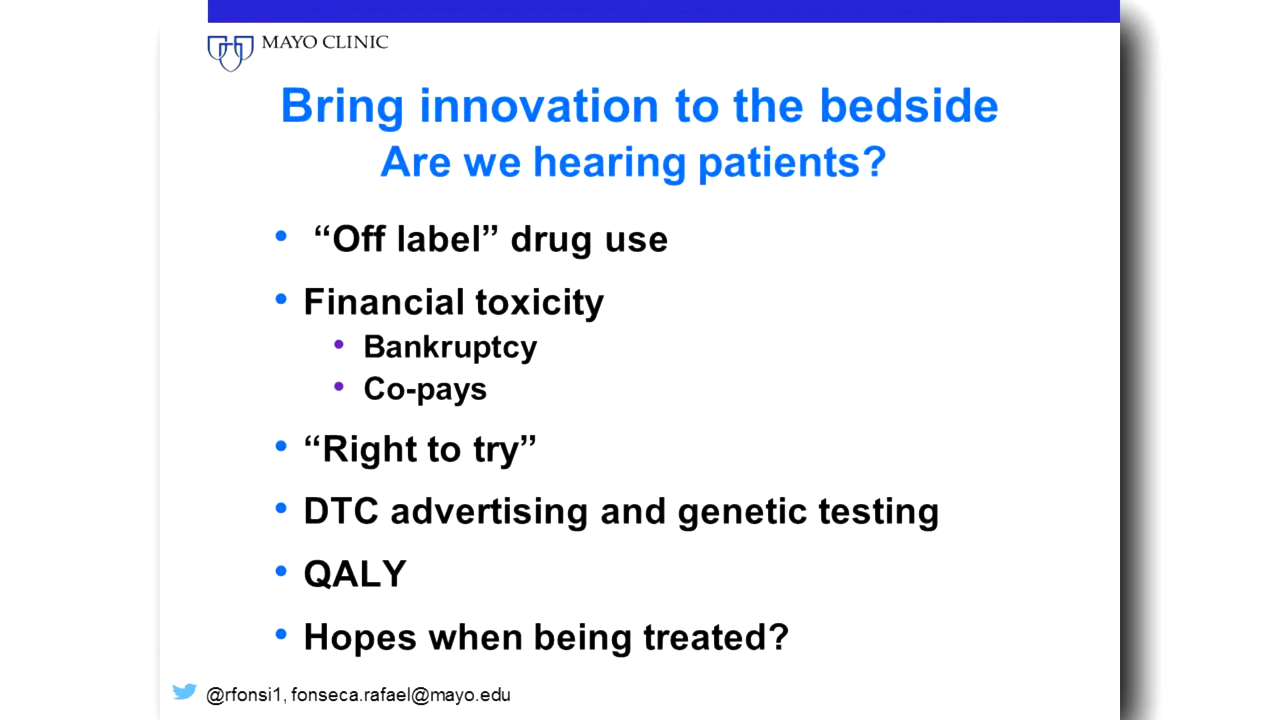 MAYO CLINIC
Bring innovation to the bedside
Are we hearing patients?
• “Off label” drug use
• Financial toxicity
• Bankruptcy
• Co-pays
• “Right to try”
• DTC advertising and genetic testing
• QALY
• Hopes when being treated?
@rfonsi1, fonseca.rafael@mayo.edu